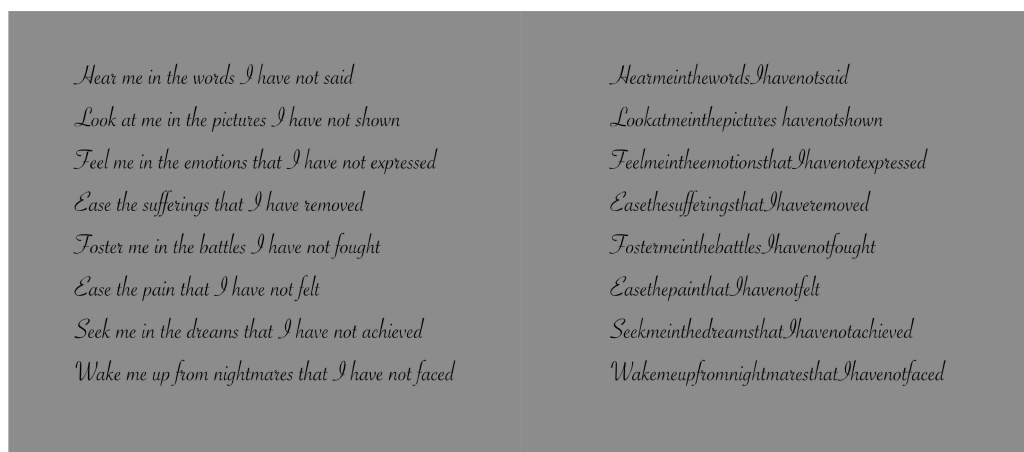 Hear me in the words I have not said
Look at me in the pictures I have not shown
Feel me in the emotions that I have not expressed
Ease the sufferings that I have removed
Foster me in the battles I have not fought
Ease the pain that I have not felt
Seek me in the dreams that I have not achieved
Wake me up from nightmares that I have not faced
HearmeinthewordsIhavenotsaid
Lookatmeinthepictures havenotshown
FeelmeintheemotionsthatIhavenotexpressed
EasethesufferingsthatIhaveremoved
FostermeinthebattlesIhavenotfought
EasethepainthatIhavenotfelt
SeekmeinthedreamsthatIhavenotachieved
WakemeupfromnightmaresthatIhavenotfaced